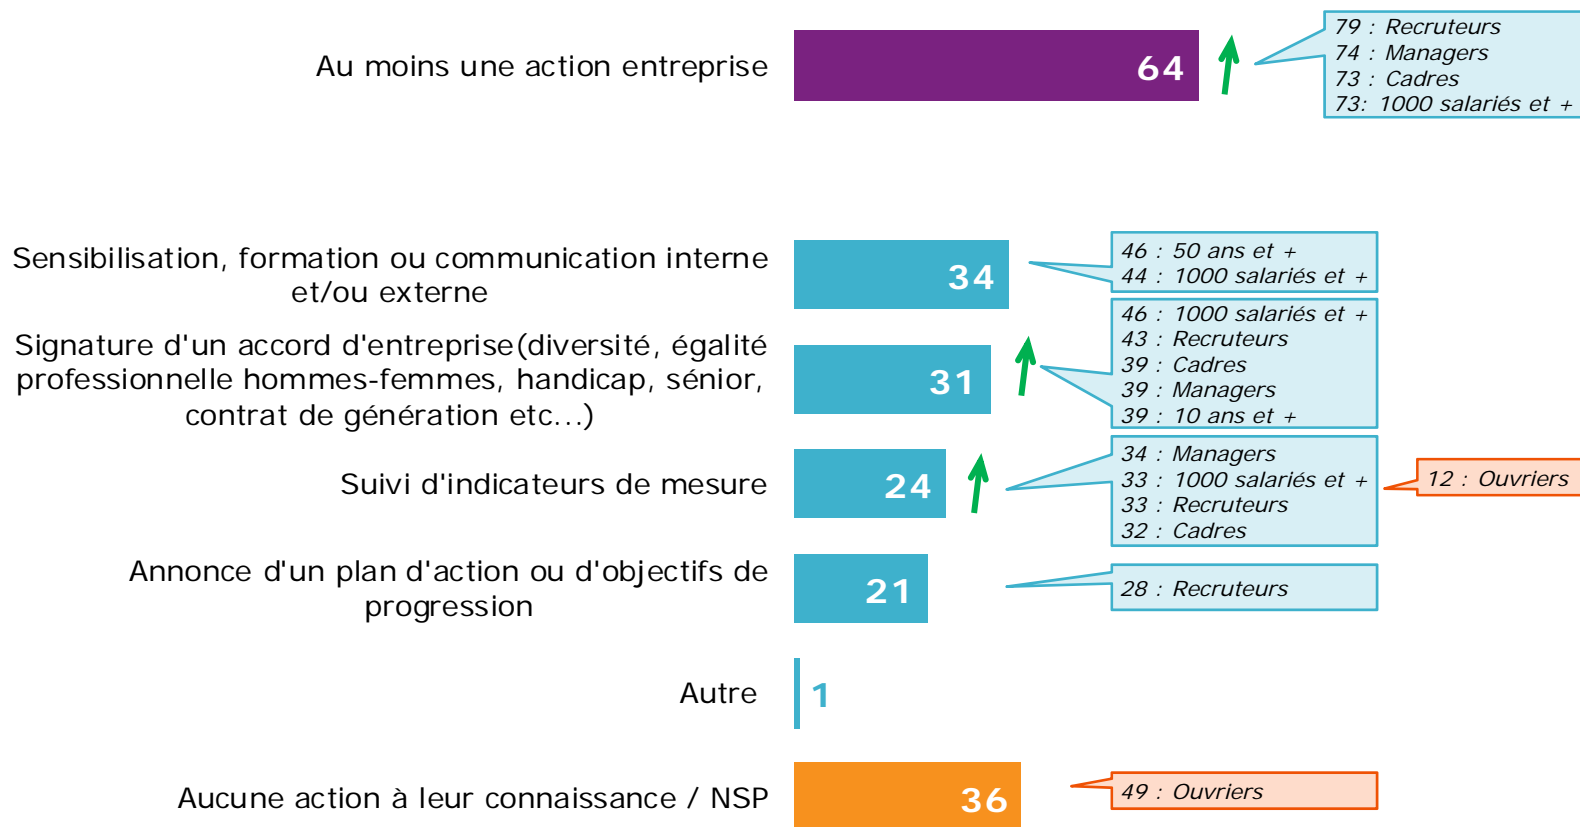 Au moins une action entreprise
64
79 : Recruteurs
74 : Managers
73 : Cadres
73: 1000 salariés et +
Sensibilisation, formation ou communication interne
et/ou externe
34
46 : 50 ans et +
44 : 1000 salariés et +
Signature d'un accord d'entreprise(diversité, égalité
professionnelle hommes-femmes, handicap, sénior,
contrat de génération etc...)
31
46 : 1000 salariés et +
43 : Recruteurs
39 : Cadres
39 : Managers
39 : 10 ans et +
Suivi d'indicateurs de mesure
24
34 : Managers
33 : 1000 salariés et +
33 : Recruteurs
32 : Cadres
12 : Ouvriers
Annonce d'un plan d'action ou d'objectifs de
progression
21
28 : Recruteurs
Autre
1
Aucune action à leur connaissance / NSP
36
49 : Ouvriers